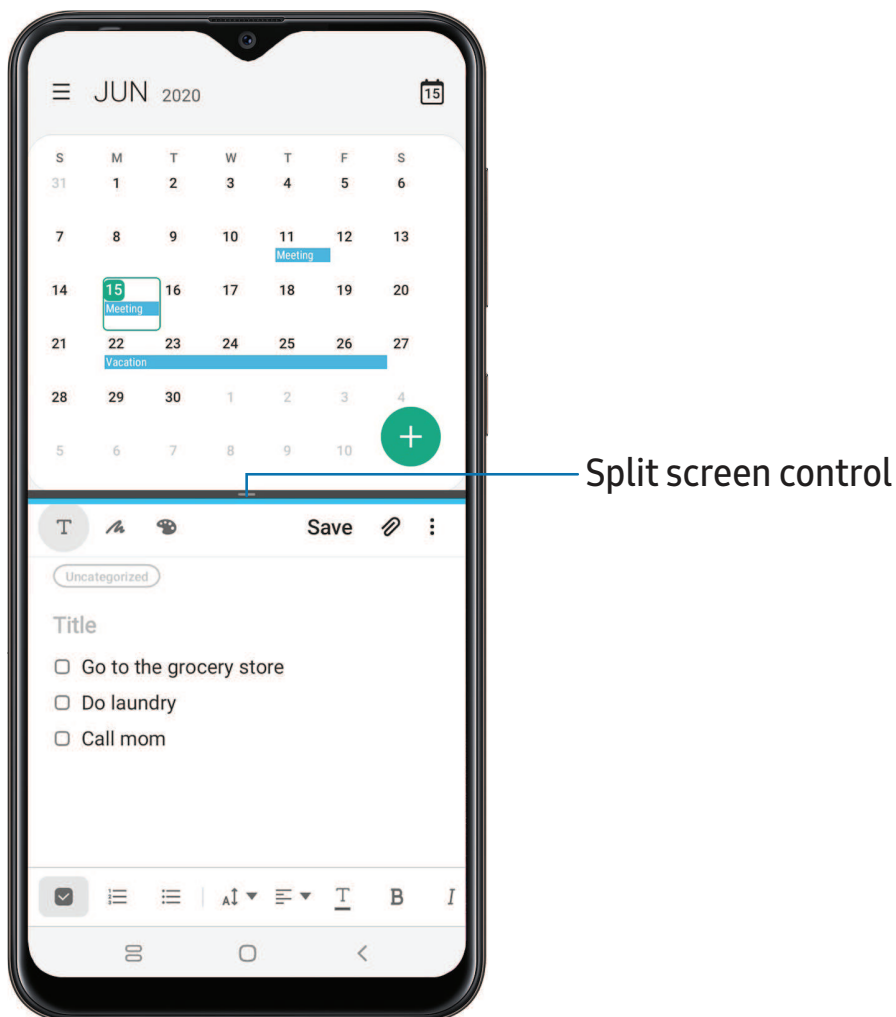 JUN 2020 15
S M T W T F S
31 1 2 3 4 5 6
7 8 9 10 11 12 13
Meeting
14 15 16 17 18 19 20
Meeting
21 22 23 24 25 26 27
Vacation
28 29 30 1 2 3 4
5 6 7 8 9 10
+
Split screen control
T Save
Uncategorized
Title
Go to the grocery store
Do laundry
Call mom
A T B I